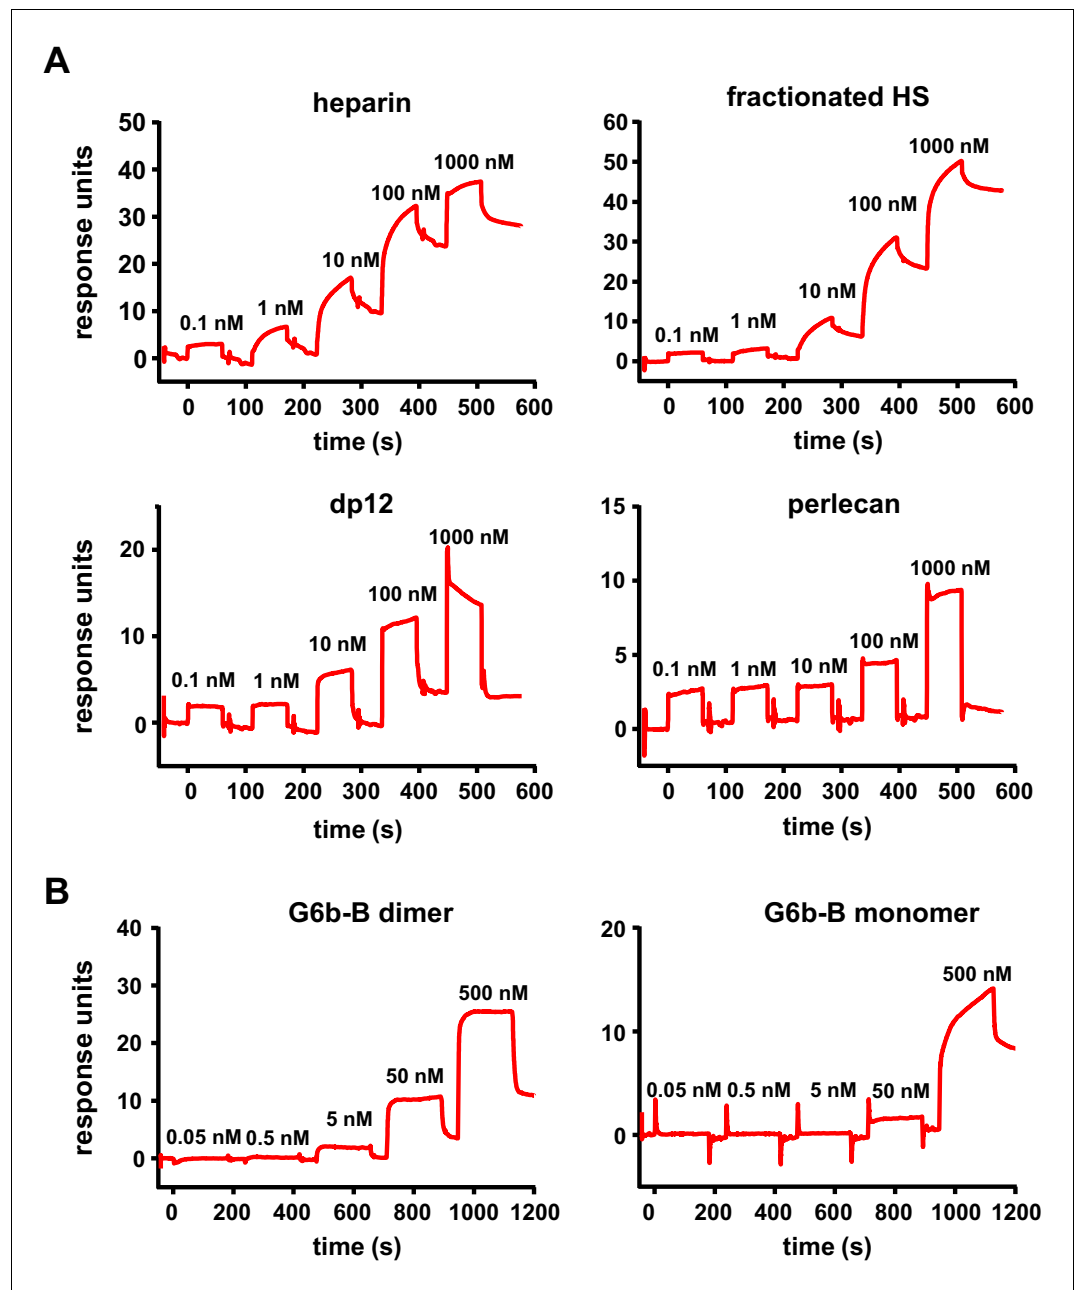 A
heparin
response units
50
40
30
20
10
0
0.1 nM
1 nM
10 nM
100 nM
1000 nM
0 100 200 300 400 500 600
time (s)
fractionated HS
60
50
40
30
20
10
0
0.1 nM
1 nM
10 nM
100 nM
1000 nM
0 100 200 300 400 500 600
time (s)
dp12
response units
20
10
0
0.1 nM
1 nM
10 nM
100 nM
1000 nM
0 100 200 300 400 500 600
time (s)
perlecan
15
10
5
0
0.1 nM
1 nM
10 nM
100 nM
1000 nM
0 100 200 300 400 500 600
time (s)
B
G6b-B dimer
response units
40
30
20
10
0
0.05 nM
0.5 nM
5 nM
50 nM
500 nM
0 200 400 600 800 1000 1200
time (s)
G6b-B monomer
20
10
0
0.05 nM
0.5 nM
5 nM
50 nM
500 nM
0 200 400 600 800 1000 1200
time (s)